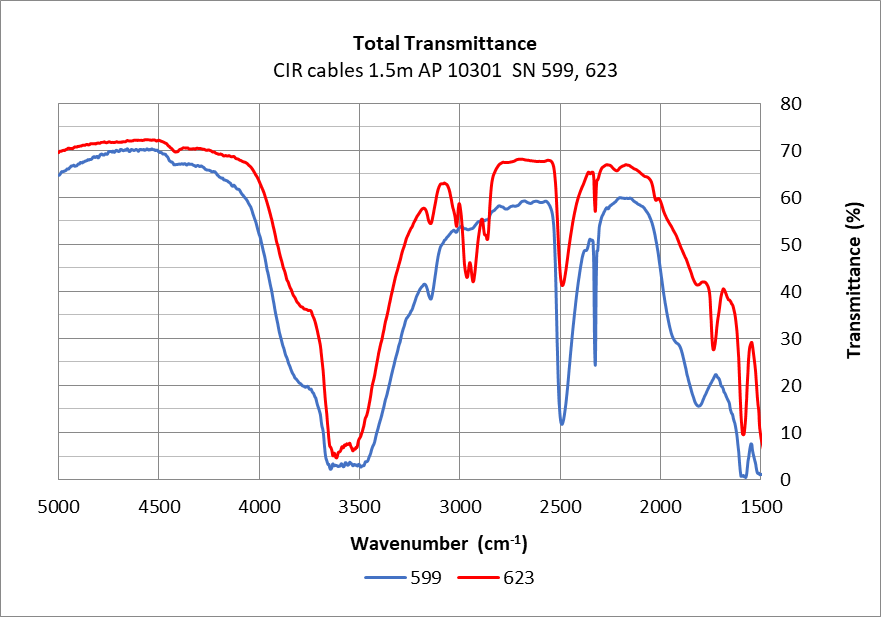 Total Transmittance
CIR cables 1.5m AP 10301 SN 599, 623
80
70
60
50
40
30
20
10
0
Transmittance (%)
5000 4500 4000 3500 3000 2500 2000 1500
Wavenumber (cm⁻¹)
599 623